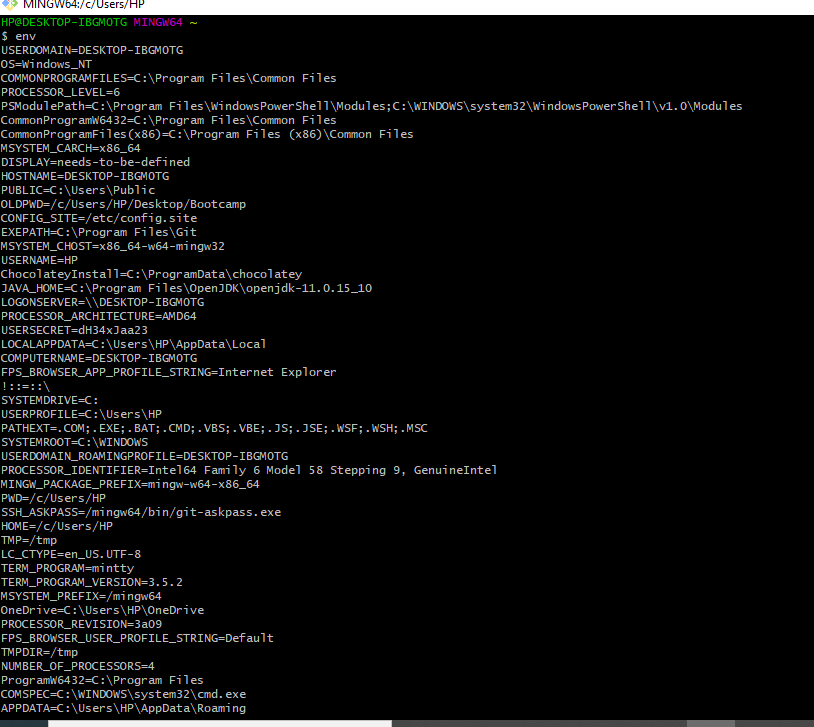 MINGW64:/c/Users/HP
HP@DESKTOP-IBGMOTG MINGW64 ~
$ env
USERDOMAIN=DESKTOP-IBGMOTG
OS=Windows_NT
COMMONPROGRAMFILES=C:\Program Files\Common Files
PROCESSOR_LEVEL=6
PSModulePath=C:\Program Files\WindowsPowerShell\Modules;C:\WINDOWS\system32\WindowsPowerShell\v1.0\Modules
CommonProgramW6432=C:\Program Files\Common Files
CommonProgramFiles(x86)=C:\Program Files (x86)\Common Files
MSYSTEM_CARCH=x86_64
DISPLAY=needs-to-be-defined
HOSTNAME=DESKTOP-IBGMOTG
PUBLIC=C:\Users\Public
OLDPWD=/c/Users/HP/Desktop/Bootcamp
CONFIG_SITE=/etc/config.site
EXEPATH=C:\Program Files\Git
MSYSTEM_CHOST=x86_64-w64-mingw32
USERNAME=HP
ChocolateyInstall=C:\ProgramData\chocolatey
JAVA_HOME=C:\Program Files\OpenJDK\openjdk-11.0.15_10
LOGONSERVER=\\DESKTOP-IBGMOTG
PROCESSOR_ARCHITECTURE=AMD64
USERSECRET=dH34xJaa23
LOCALAPPDATA=C:\Users\HP\AppData\Local
COMPUTERNAME=DESKTOP-IBGMOTG
FPS_BROWSER_APP_PROFILE_STRING=Internet Explorer
!::=::\
SYSTEMDRIVE=C:
USERPROFILE=C:\Users\HP
PATHEXT=.COM;.EXE;.BAT;.CMD;.VBS;.VBE;.JS;.JSE;.WSF;.WSH;.MSC
SYSTEMROOT=C:\WINDOWS
USERDOMAIN_ROAMINGPROFILE=DESKTOP-IBGMOTG
PROCESSOR_IDENTIFIER=Intel64 Family 6 Model 58 Stepping 9, GenuineIntel
MINGW_PACKAGE_PREFIX=mingw-w64-x86_64
PWD=/c/Users/HP
SSH_ASKPASS=/mingw64/bin/git-askpass.exe
HOME=/c/Users/HP
TMP=/tmp
LC_CTYPE=en_US.UTF-8
TERM_PROGRAM=mintty
TERM_PROGRAM_VERSION=3.5.2
MSYSTEM_PREFIX=/mingw64
OneDrive=C:\Users\HP\OneDrive
PROCESSOR_REVISION=3a09
FPS_BROWSER_USER_PROFILE_STRING=Default
TMPDIR=/tmp
NUMBER_OF_PROCESSORS=4
ProgramW6432=C:\Program Files
COMSPEC=C:\WINDOWS\system32\cmd.exe
APPDATA=C:\Users\HP\AppData\Roaming